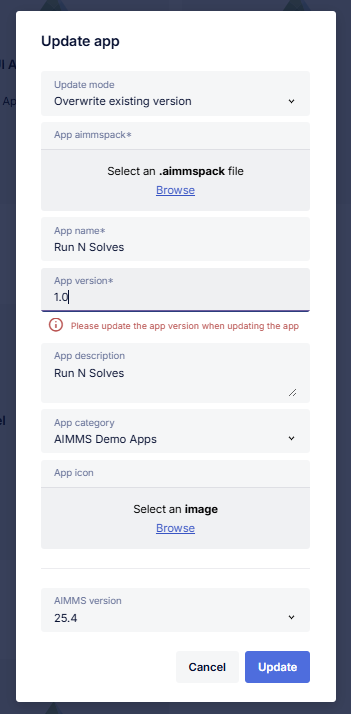 Update app
Update mode
Overwrite existing version
App aimmspack*
Select an .aimmspack file
Browse
App name*
Run N Solves
App version*
1.0
Please update the app version when updating the app
App description
Run N Solves
App category
AIMMS Demo Apps
App icon
Select an image
Browse
AIMMS version
25.4
Cancel
Update